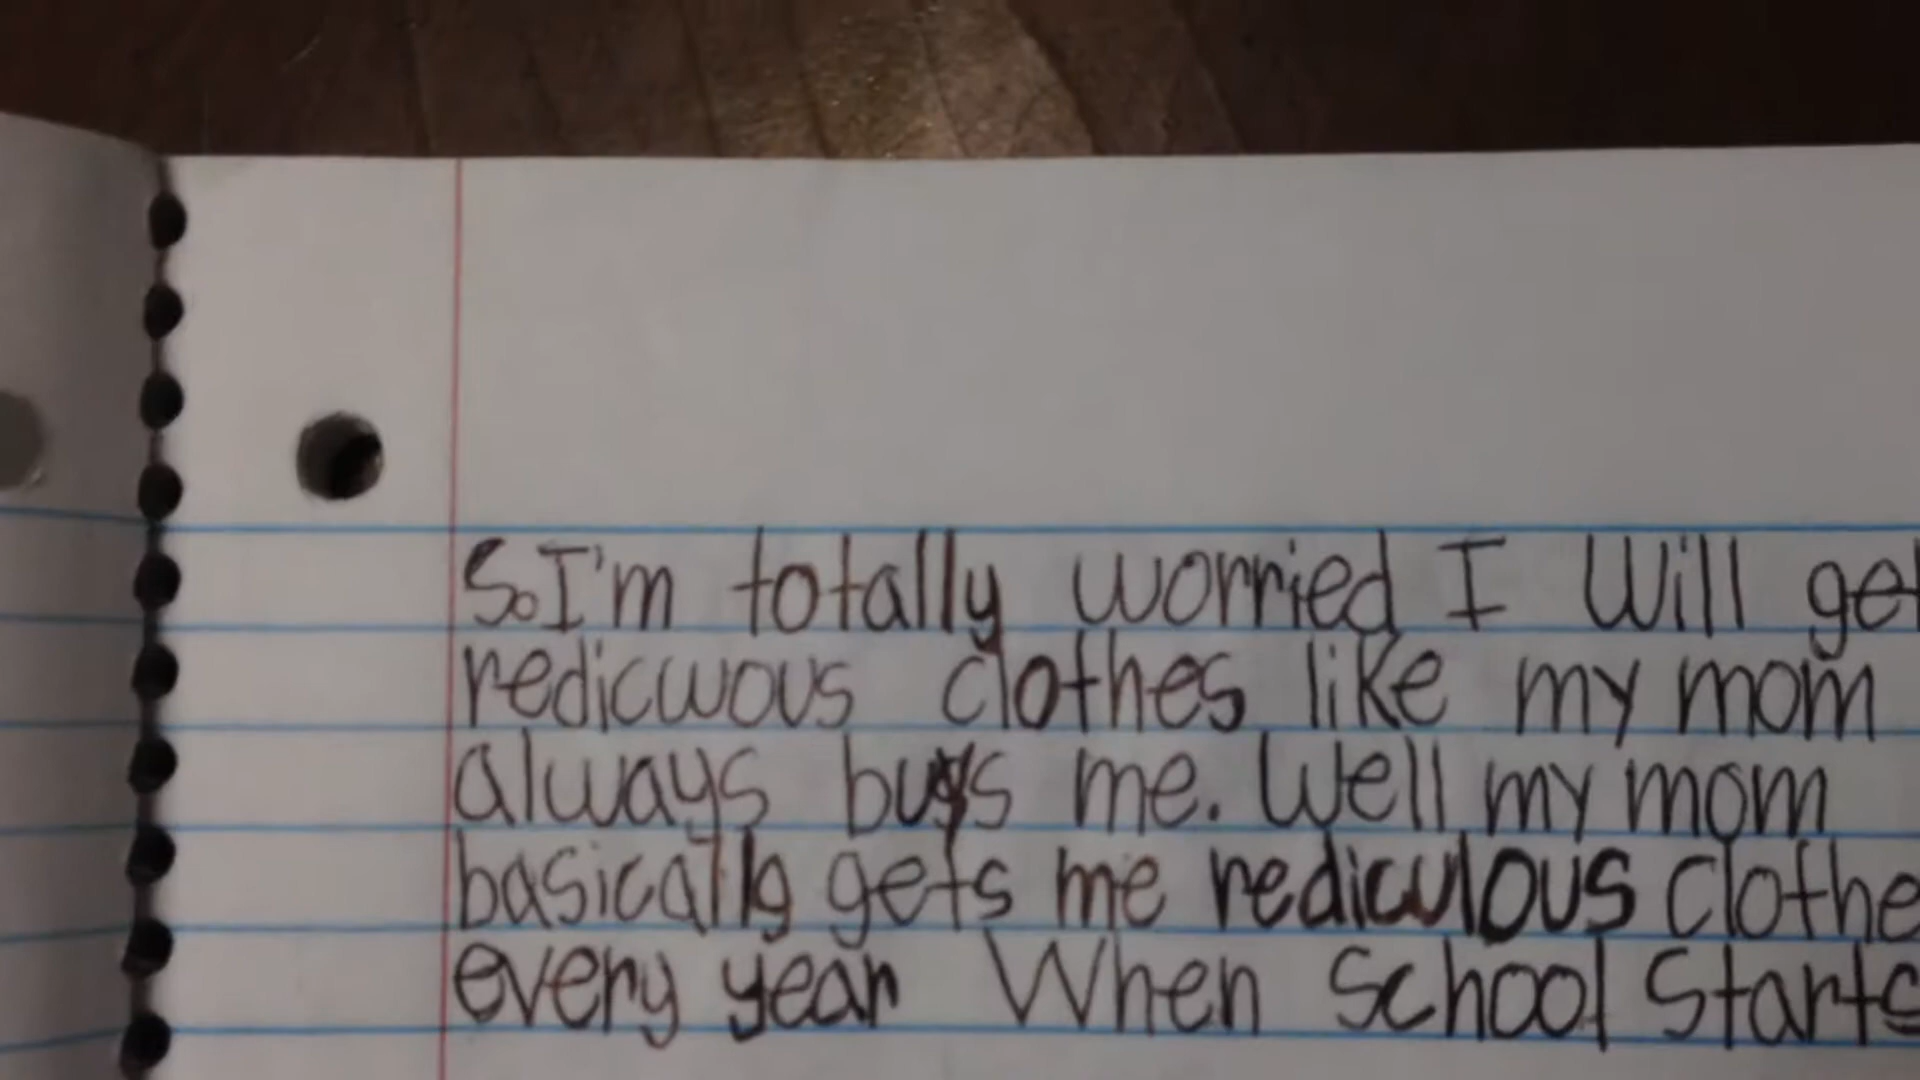 So I'm totally worried I Will get
redicwous clothes like my mom
always buys me. Well my mom
basically gets me rediculous clothe
every year When School Starts